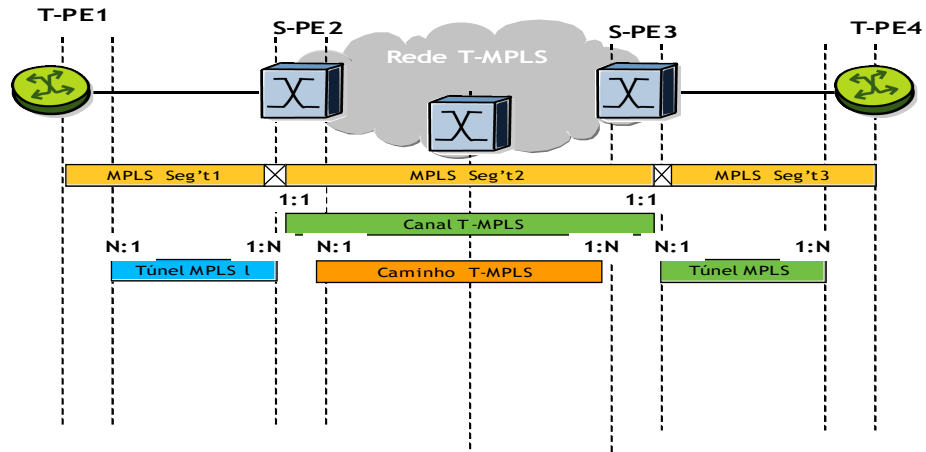 T-PE1
S-PE2
S-PE3
T-PE4
Rede T-MPLS
MPLS Seg't1
MPLS Seg't2
MPLS Seg't3
1:1
1:1
Canal T-MPLS
N:1
1:N
N:1
1:N
N:1
1:N
Túnel MPLS l
Caminho T-MPLS
Túnel MPLS